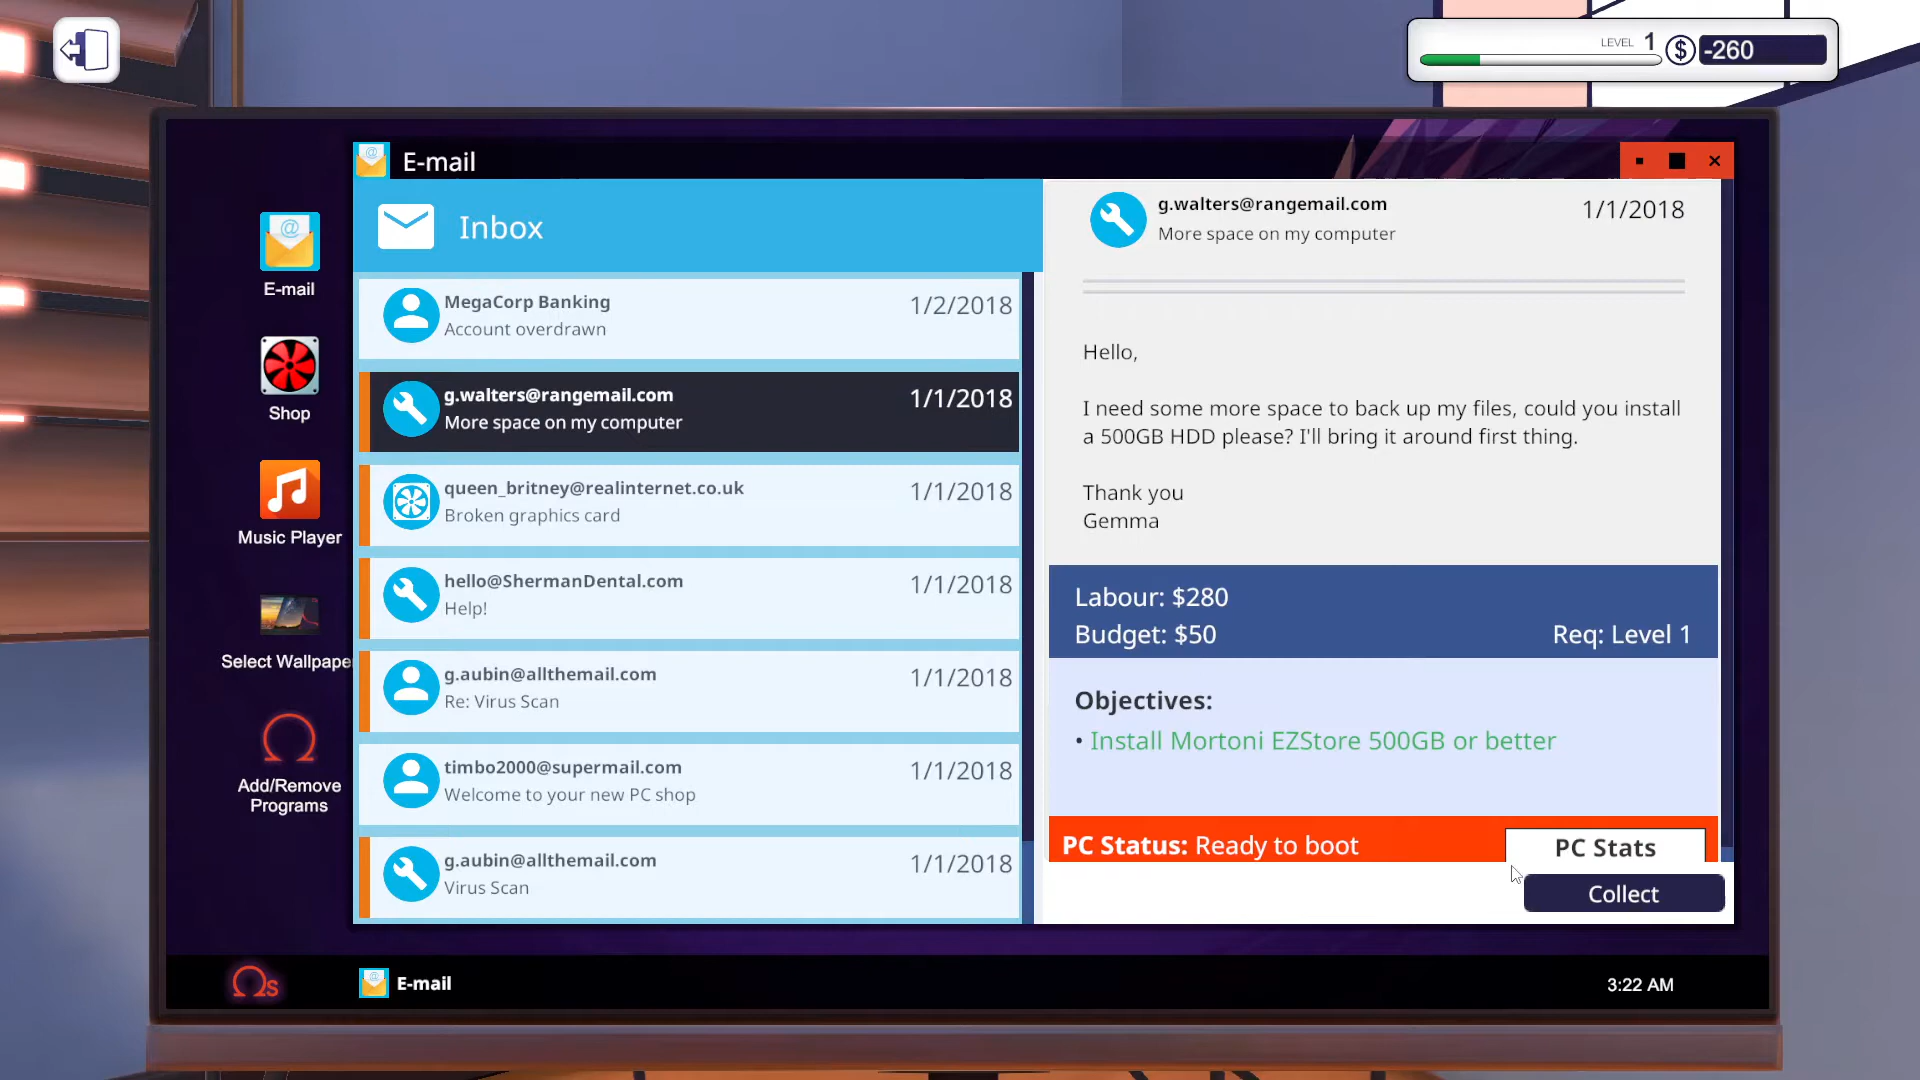 LEVEL 1
$ -260
E-mail
Inbox
MegaCorp Banking
1/2/2018
Account overdrawn
g.walters@rangemail.com
1/1/2018
More space on my computer
queen_britney@realinternet.co.uk
1/1/2018
Broken graphics card
hello@ShermanDental.com
1/1/2018
Help!
g.aubin@allthemail.com
1/1/2018
Re: Virus Scan
timbo2000@supermail.com
1/1/2018
Welcome to your new PC shop
g.aubin@allthemail.com
1/1/2018
Virus Scan
g.walters@rangemail.com
1/1/2018
More space on my computer
Hello,
I need some more space to back up my files, could you install
a 500GB HDD please? I'll bring it around first thing.
Thank you
Gemma
Labour: $280
Budget: $50
Req: Level 1
Objectives:
• Install Mortoni EZStore 500GB or better
PC Status: Ready to boot
PC Stats
Collect
E-mail
Shop
Music Player
Select Wallpape
Add/Remove
Programs
Ωs
E-mail
3:22 AM